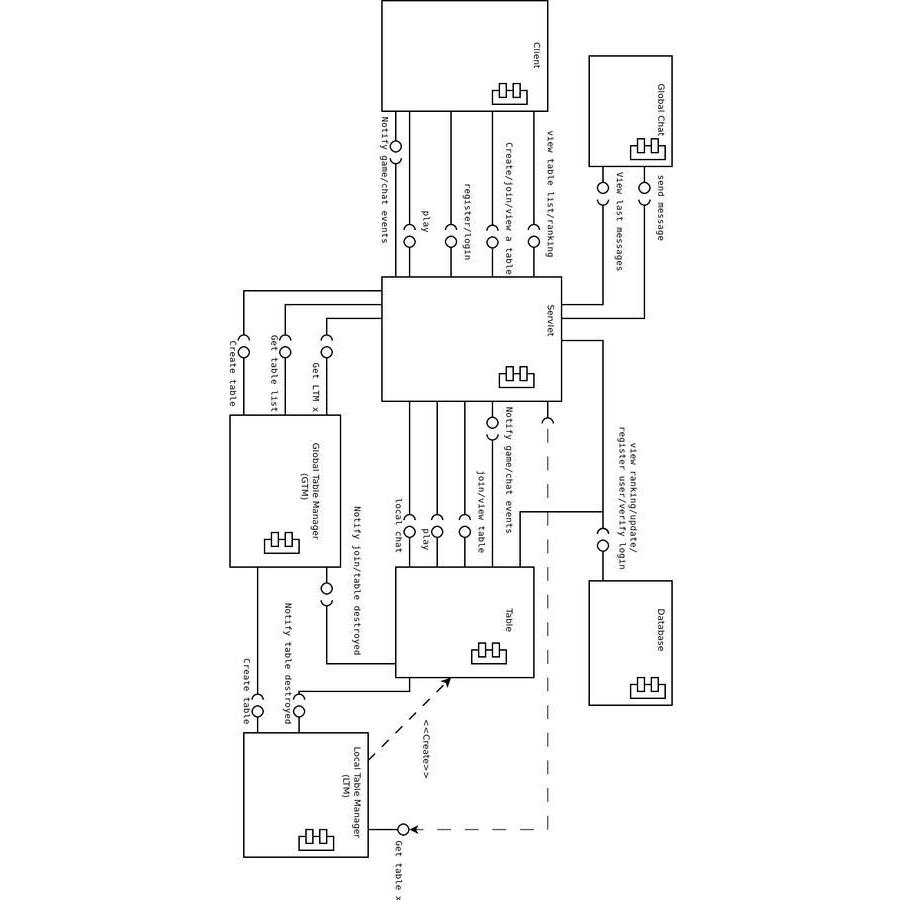 Client
Global Chat
Notify game/chat events
play
register/login
Create/join/view a table
view table list/ranking
View last messages
send message
Servlet
Create table
Get table list
Get LTM x
local chat
play
join/view table
Notify game/chat events
view ranking/update/
register user/verify login
Global Table Manager
(GTM)
Notify join/table destroyed
Table
Database
Create table
Notify table destroyed
<<Create>>
Local Table Manager
(LTM)
Get table x